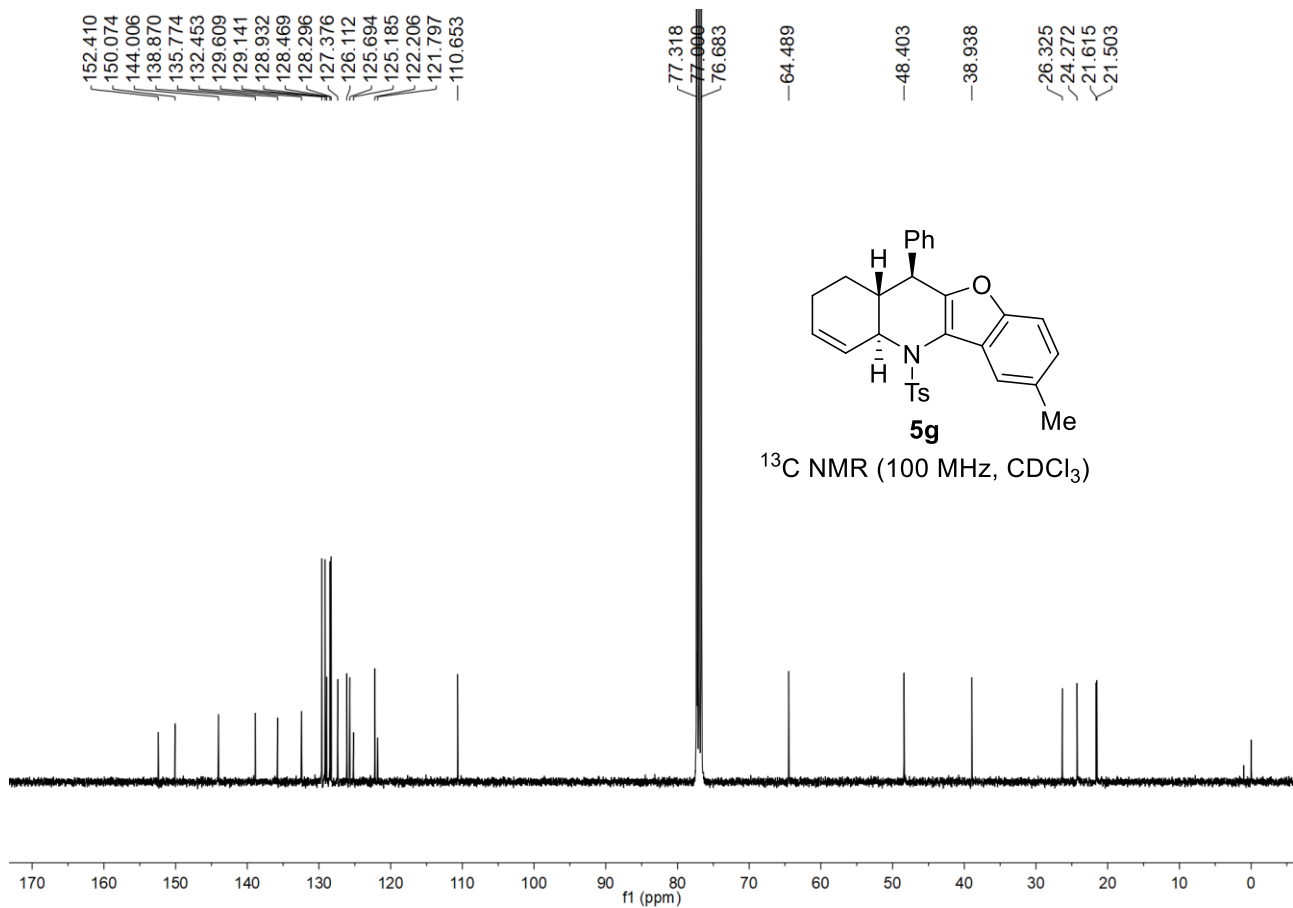 152.410
150.074
144.006
138.870
135.774
132.453
129.609
129.141
128.932
128.469
128.296
127.376
126.112
125.694
125.185
122.206
121.797
110.653
77.318
77.000
76.683
64.489
48.403
38.938
26.325
24.272
21.615
21.503
Ph
H
O
N
H
Ts
Me
5g
¹³C NMR (100 MHz, CDCl₃)
170 160 150 140 130 120 110 100 90 80 70 60 50 40 30 20 10 0
f1 (ppm)